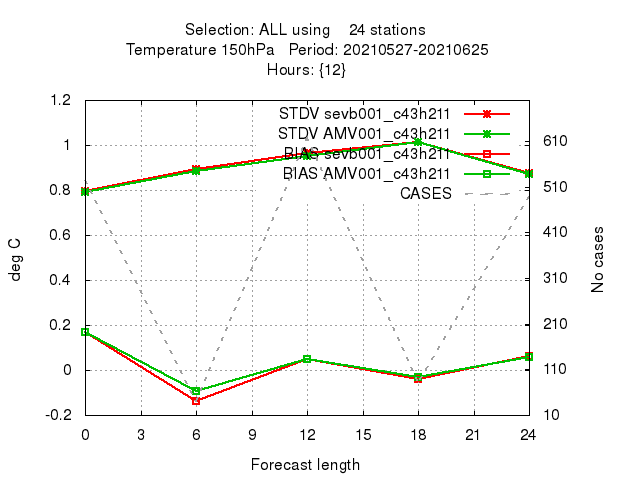 Selection: ALL using 24 stations
Temperature 150hPa Period: 20210527-20210625
Hours: {12}
STDV sevb001_c43h211
STDV AMV001_c43h211
BIAS sevb001_c43h211
BIAS AMV001_c43h211
CASES
1.2
1
0.8
0.6
0.4
0.2
0
-0.2
deg C
610
510
410
310
210
110
10
No cases
0 3 6 9 12 15 18 21 24
Forecast length